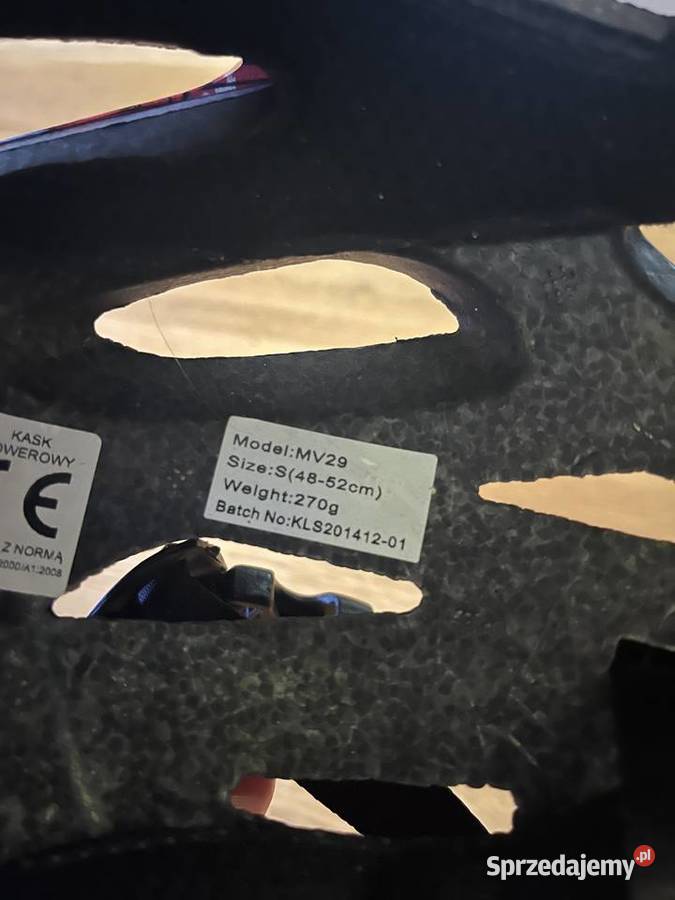 KASK
OWEROWY
CE
Z NORMĄ
2000/A1:2008
Model:MV29
Size:S(48-52cm)
Weight:270g
Batch No:KLS201412-01
Sprzedajemy.pl